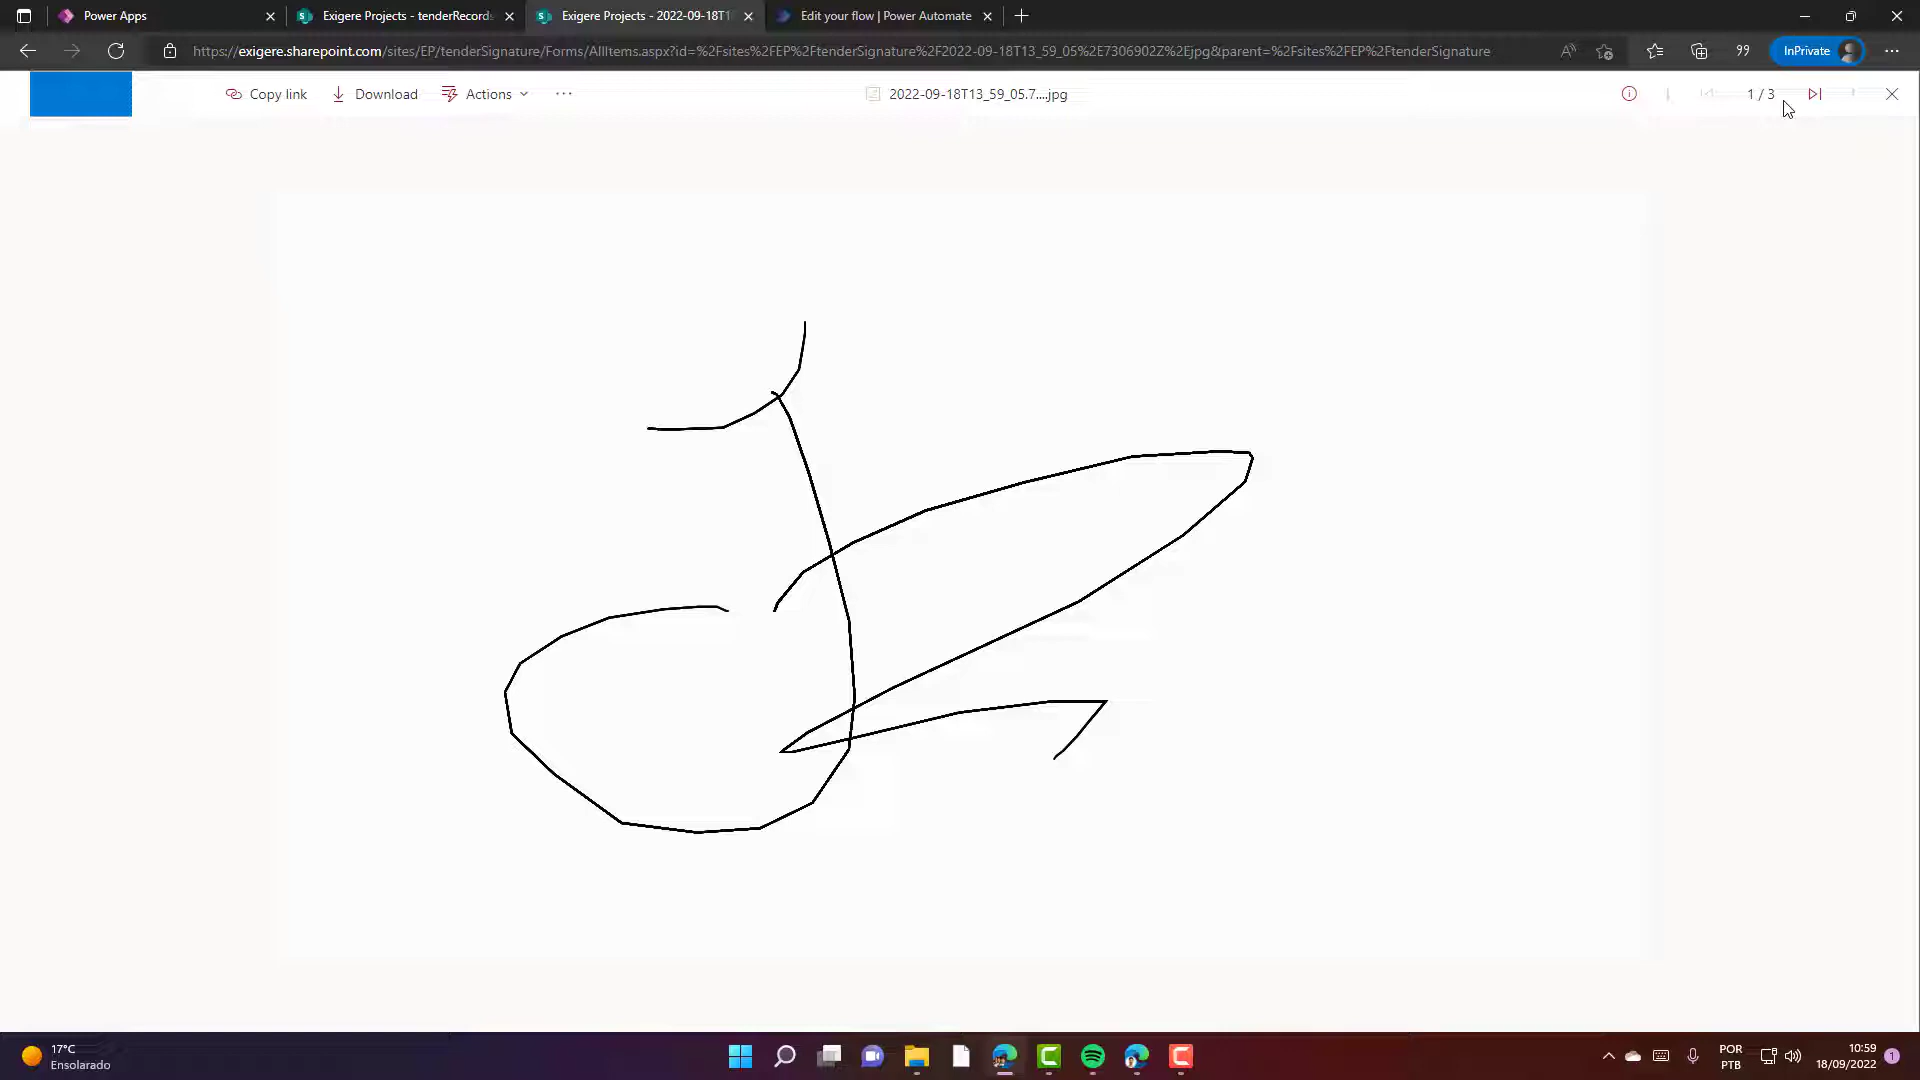 Power Apps
Exigere Projects - tenderRecords
Exigere Projects - 2022-09-18T1
Edit your flow | Power Automate
https://exigere.sharepoint.com/sites/EP/tenderSignature/Forms/AllItems.aspx?id=%2Fsites%2FEP%2FtenderSignature%2F2022-09-18T13_59_05%2E7306902Z%2Ejpg&parent=%2Fsites%2FEP%2FtenderSignature
InPrivate
Copy link
Download
Actions
2022-09-18T13_59_05.7....jpg
1 / 3
17°C
Ensolarado
POR
PTB
10:59
18/09/2022
1